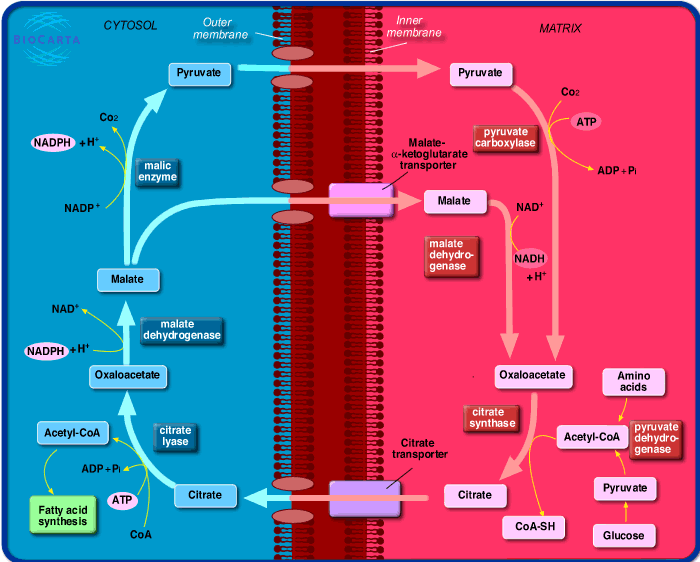 BIOCARTA
CYTOSOL
Outer
membrane
Inner
membrane
MATRIX
Pyruvate
Pyruvate
Co2
NADPH + H+
malic
enzyme
NADP+
Malate-
α-ketoglutarate
transporter
pyruvate
carboxylase
Co2
ATP
ADP + Pi
Malate
NAD+
malate
dehydro-
genase
NADH
+ H+
Malate
NAD+
malate
dehydrogenase
NADPH + H+
Oxaloacetate
Oxaloacetate
Amino
acids
citrate
synthase
Acetyl-CoA
pyruvate
dehydro-
genase
Acetyl-CoA
citrate
lyase
ADP + Pi
ATP
CoA
Fatty acid
synthesis
Citrate
Citrate
transporter
Citrate
CoA-SH
Pyruvate
Glucose